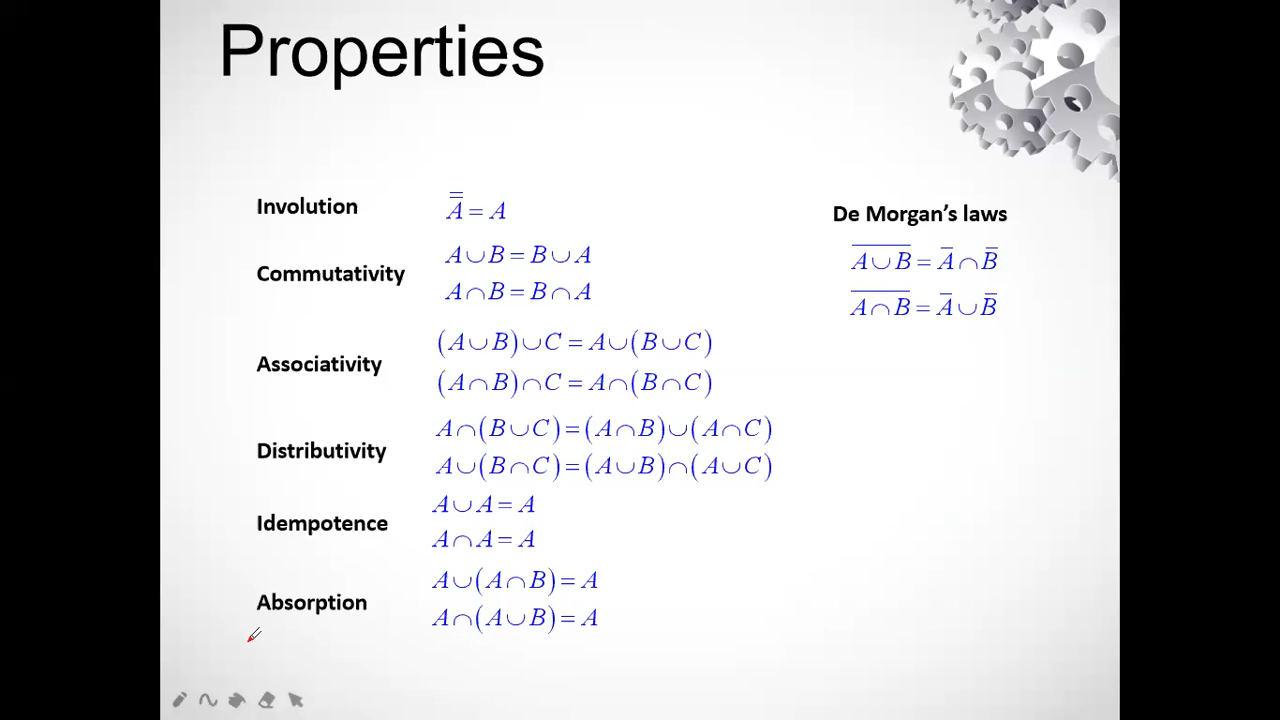 Properties
Involution
A̿ = A
Commutativity
A∪B = B∪A
A∩B = B∩A
Associativity
(A∪B)∪C = A∪(B∪C)
(A∩B)∩C = A∩(B∩C)
Distributivity
A∩(B∪C)=(A∩B)∪(A∩C)
A∪(B∩C)=(A∪B)∩(A∪C)
Idempotence
A∪A = A
A∩A = A
Absorption
A∪(A∩B) = A
A∩(A∪B) = A
De Morgan’s laws
A̅ ̅∪̅ ̅B̅ = A̅∩B̅
A̅ ̅∩̅ ̅B̅ = A̅∪B̅